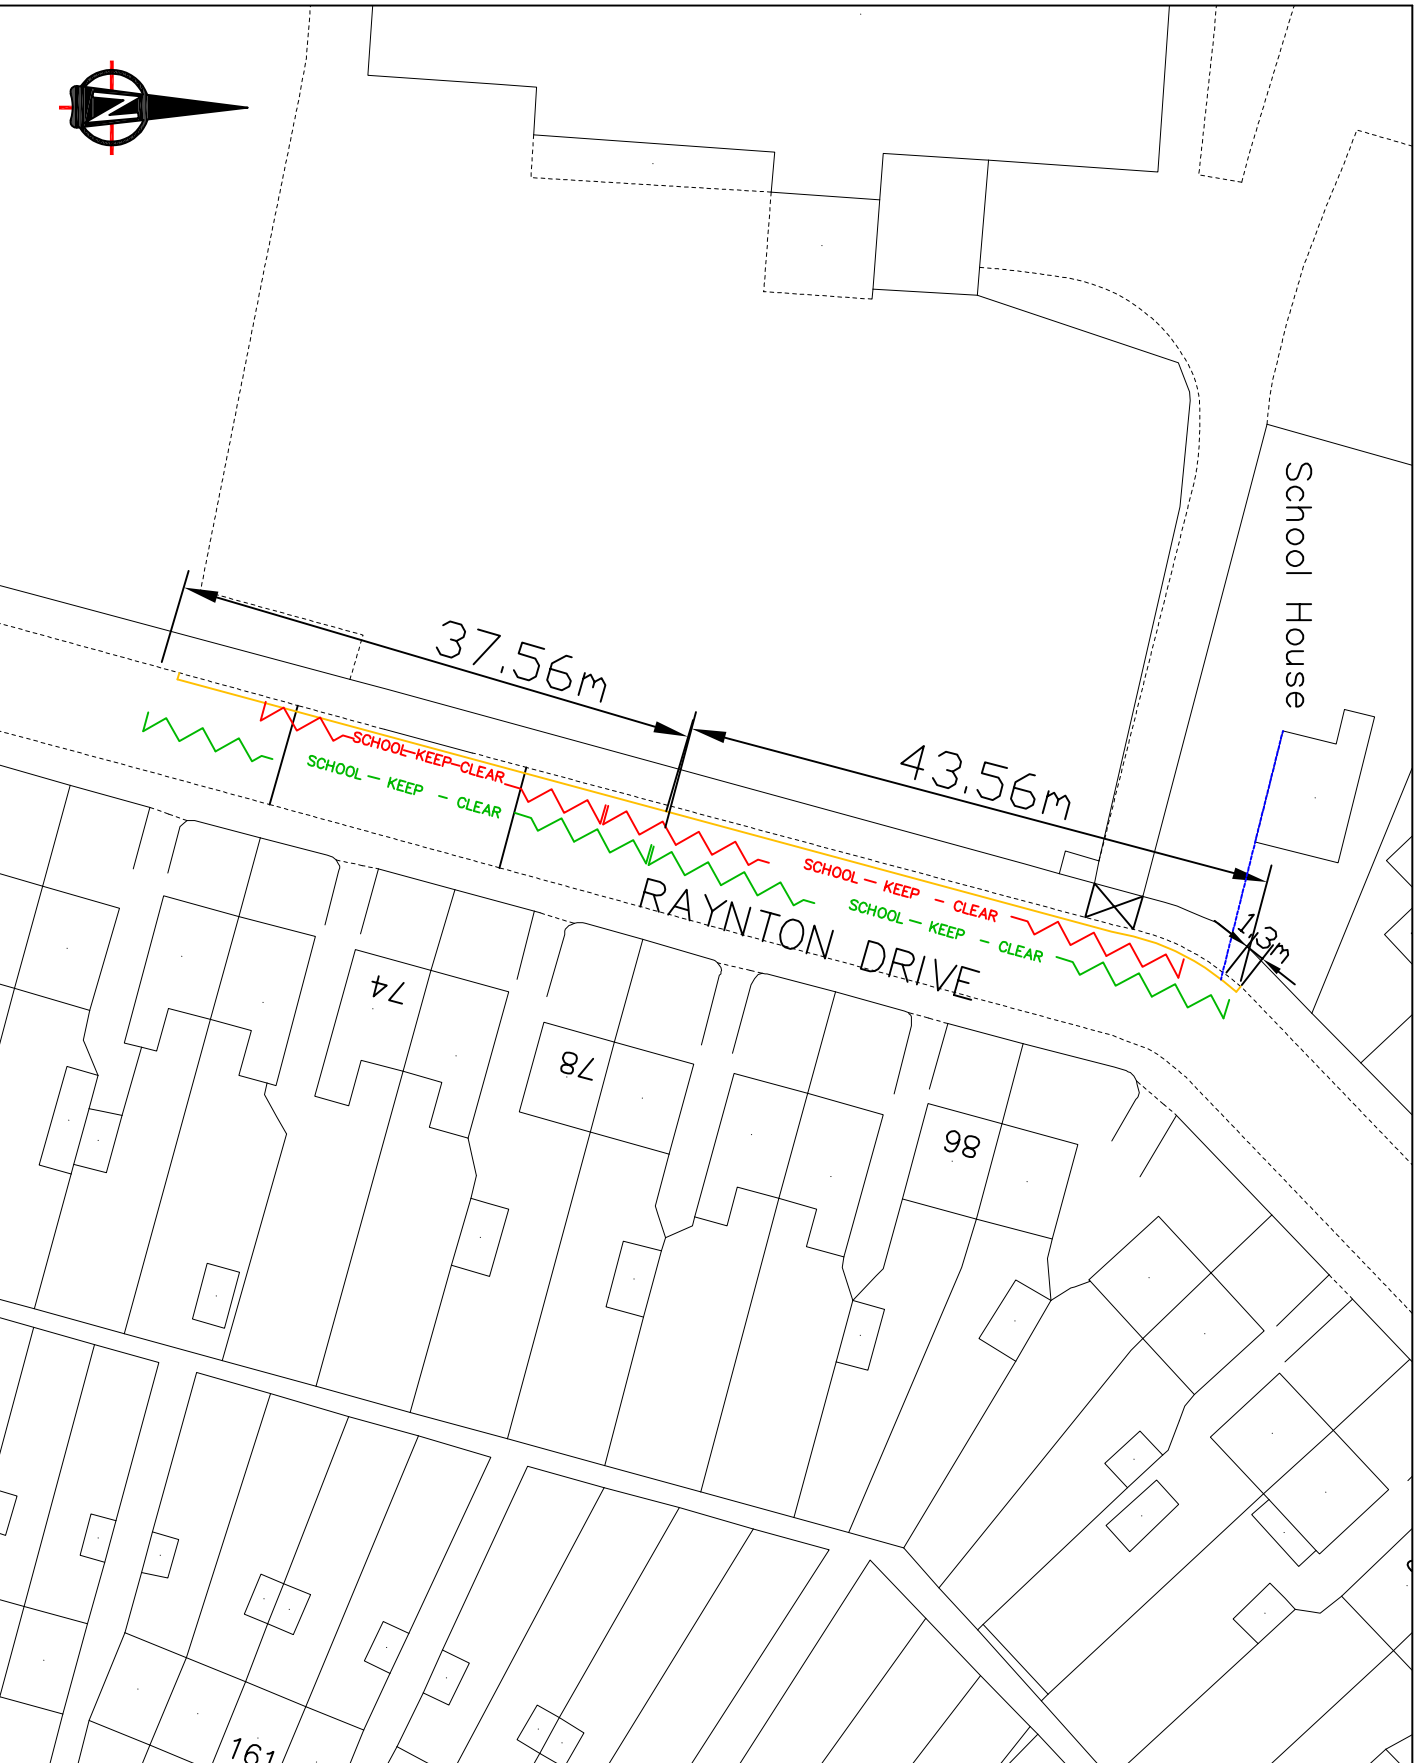 N
School House
37.56m
43.56m
1.3m
SCHOOL-KEEP-CLEAR
SCHOOL - KEEP - CLEAR
SCHOOL - KEEP - CLEAR
SCHOOL - KEEP - CLEAR
RAYNTON DRIVE
74
78
98
161